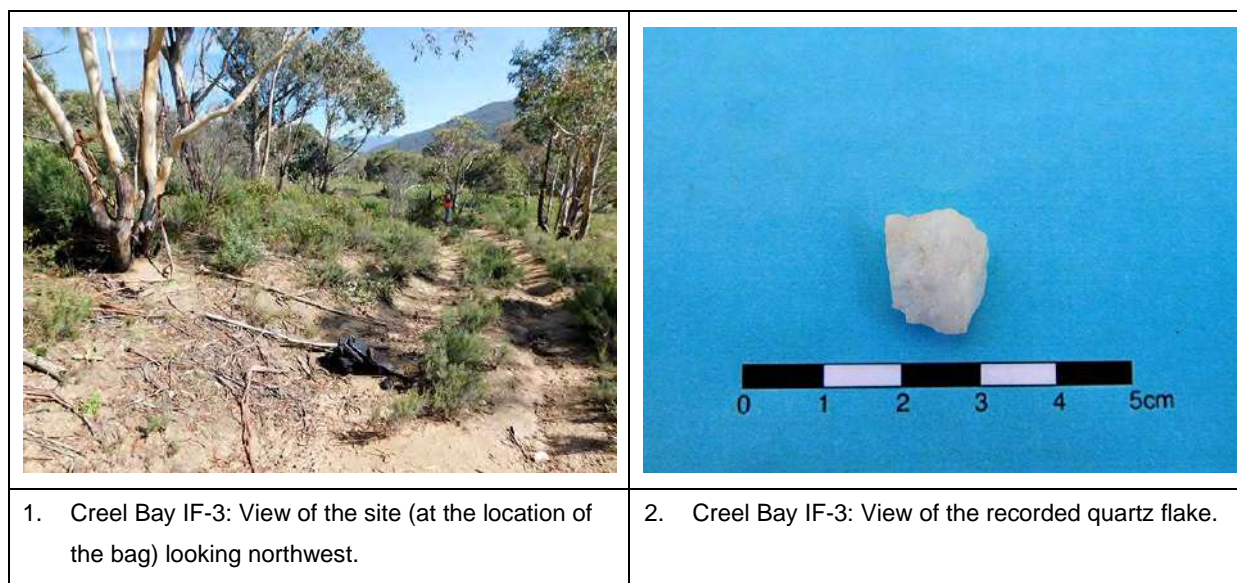 0 1 2 3 4 5cm
1. Creel Bay IF-3: View of the site (at the location of
the bag) looking northwest.
2. Creel Bay IF-3: View of the recorded quartz flake.